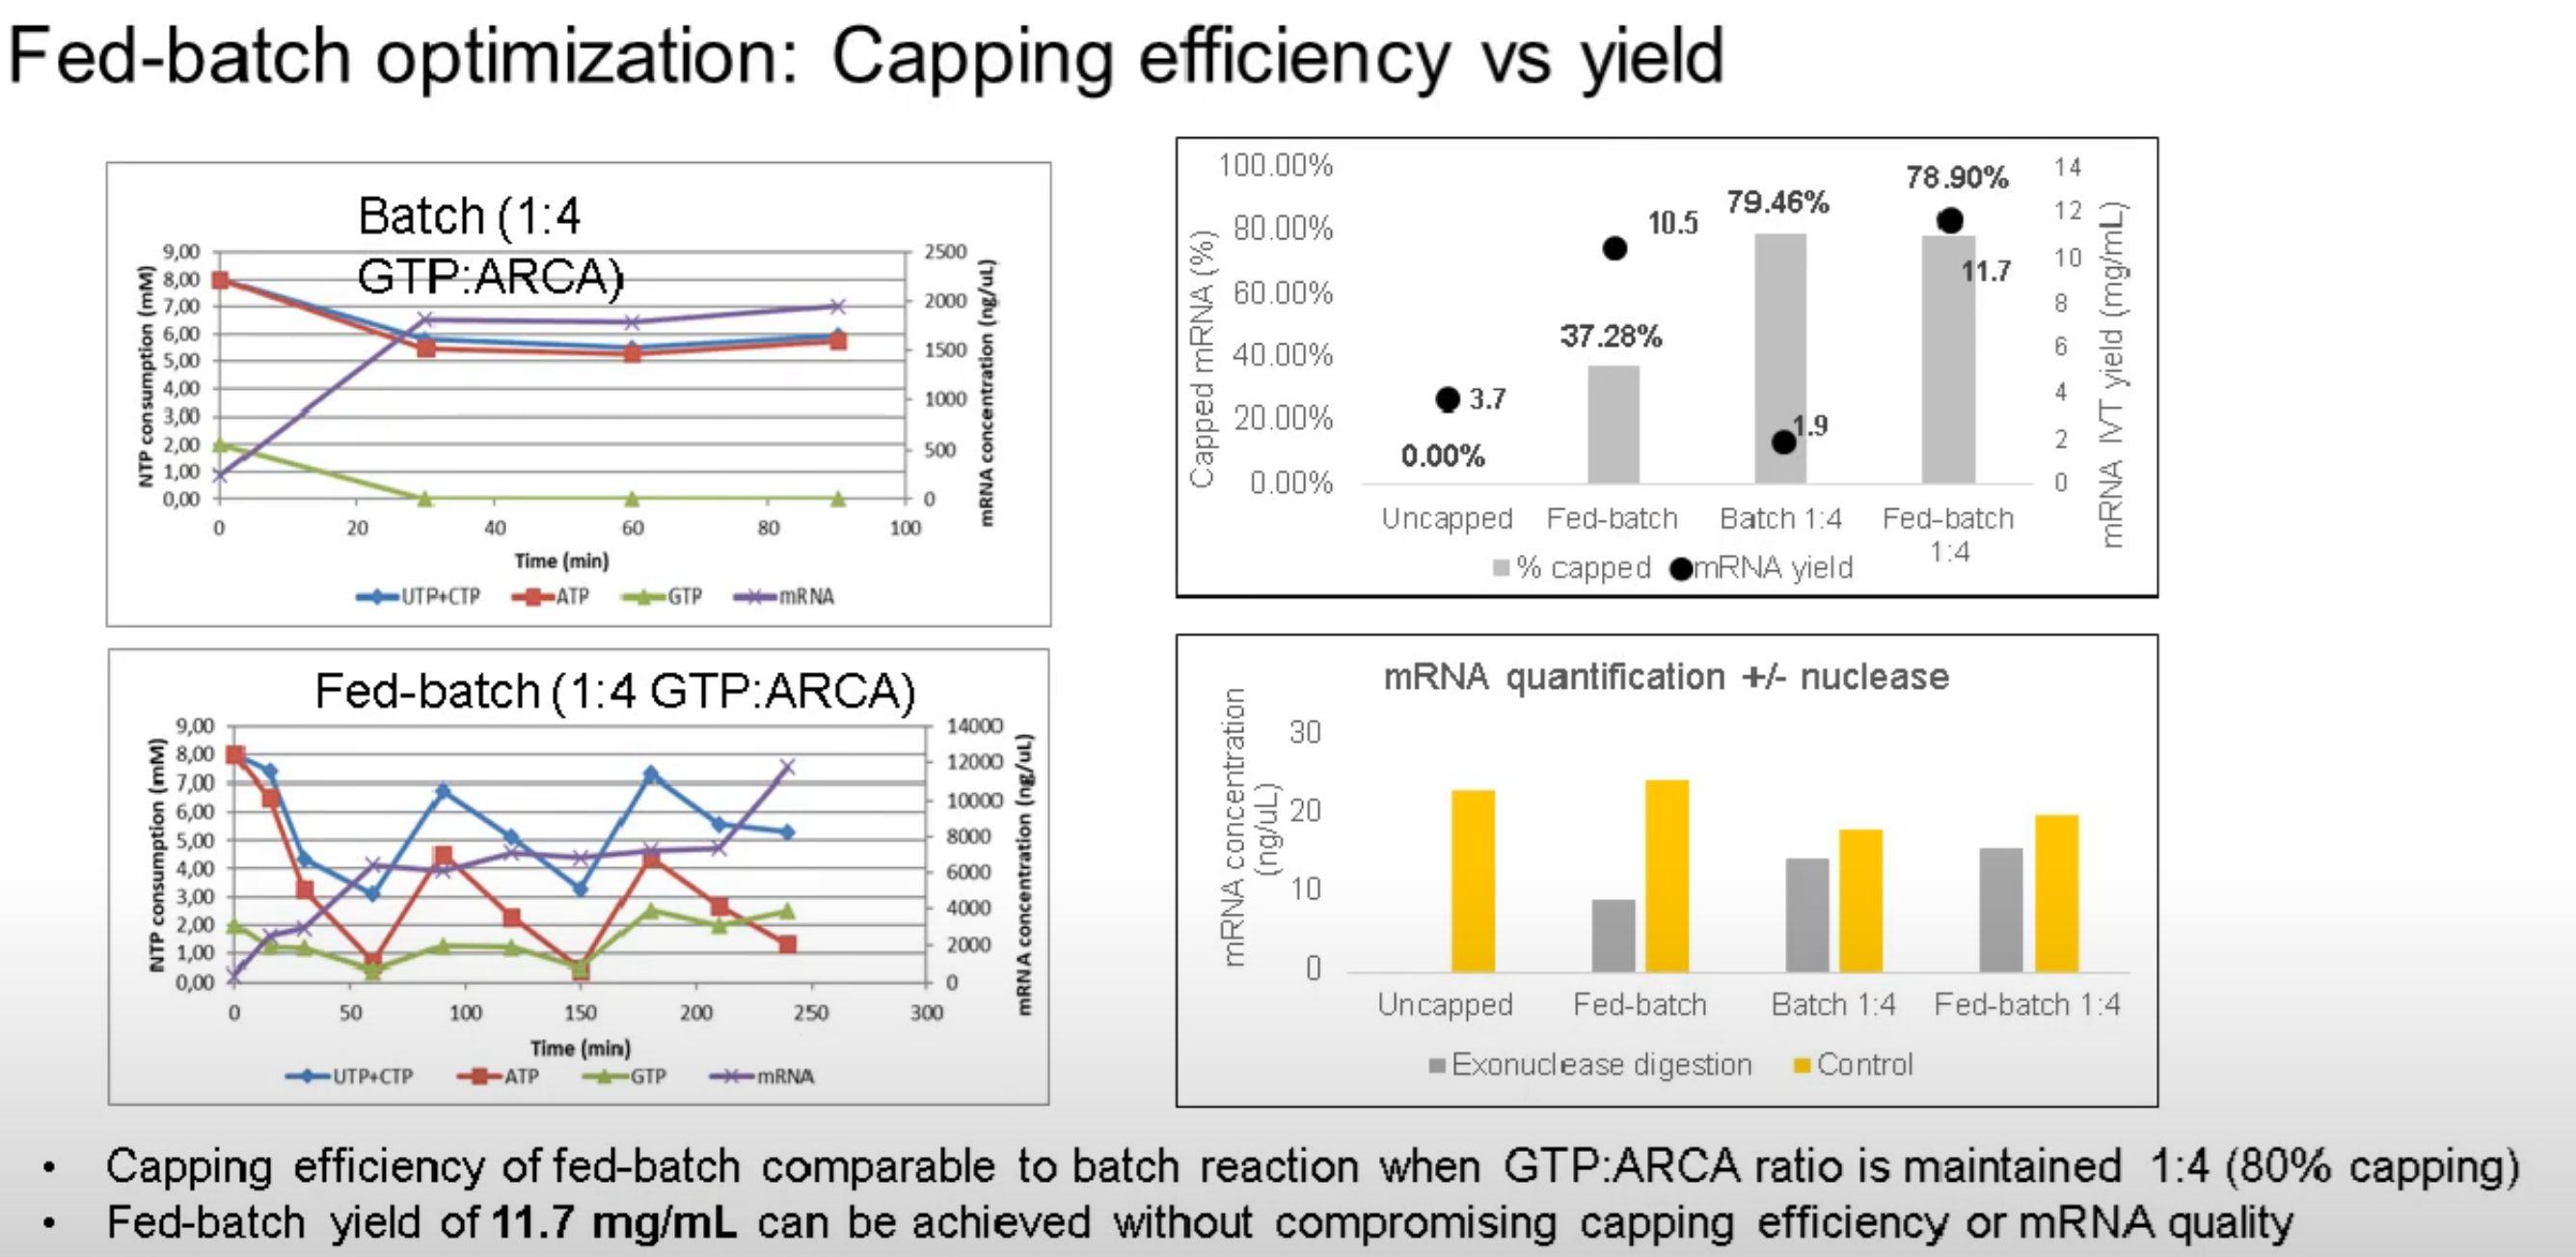 Fed-batch optimization: Capping efficiency vs yield
Batch (1:4
GTP:ARCA)
NTP consumption (mM)
9,00
8,00
7,00
6,00
5,00
4,00
3,00
2,00
1,00
0,00
2500
2000
1500
1000
500
0
mRNA concentration (ng/uL)
0 20 40 60 80 100
Time (min)
UTP+CTP ATP GTP mRNA
Capped mRNA (%)
100.00%
80.00%
60.00%
40.00%
20.00%
0.00%
3.7
0.00%
10.5
37.28%
79.46%
1.9
78.90%
11.7
14
12
10
8
6
4
2
0
mRNA IVT yield (mg/mL)
Uncapped Fed-batch Batch 1:4 Fed-batch
1:4
% capped mRNA yield
Fed-batch (1:4 GTP:ARCA)
NTP consumption (mM)
9,00
8,00
7,00
6,00
5,00
4,00
3,00
2,00
1,00
0,00
14000
12000
10000
8000
6000
4000
2000
0
mRNA concentration (ng/uL)
0 50 100 150 200 250 300
Time (min)
UTP+CTP ATP GTP mRNA
mRNA quantification +/- nuclease
mRNA concentration
(ng/uL)
30
20
10
0
Uncapped Fed-batch Batch 1:4 Fed-batch 1:4
Exonuclease digestion Control
• Capping efficiency of fed-batch comparable to batch reaction when GTP:ARCA ratio is maintained 1:4 (80% capping)
• Fed-batch yield of 11.7 mg/mL can be achieved without compromising capping efficiency or mRNA quality